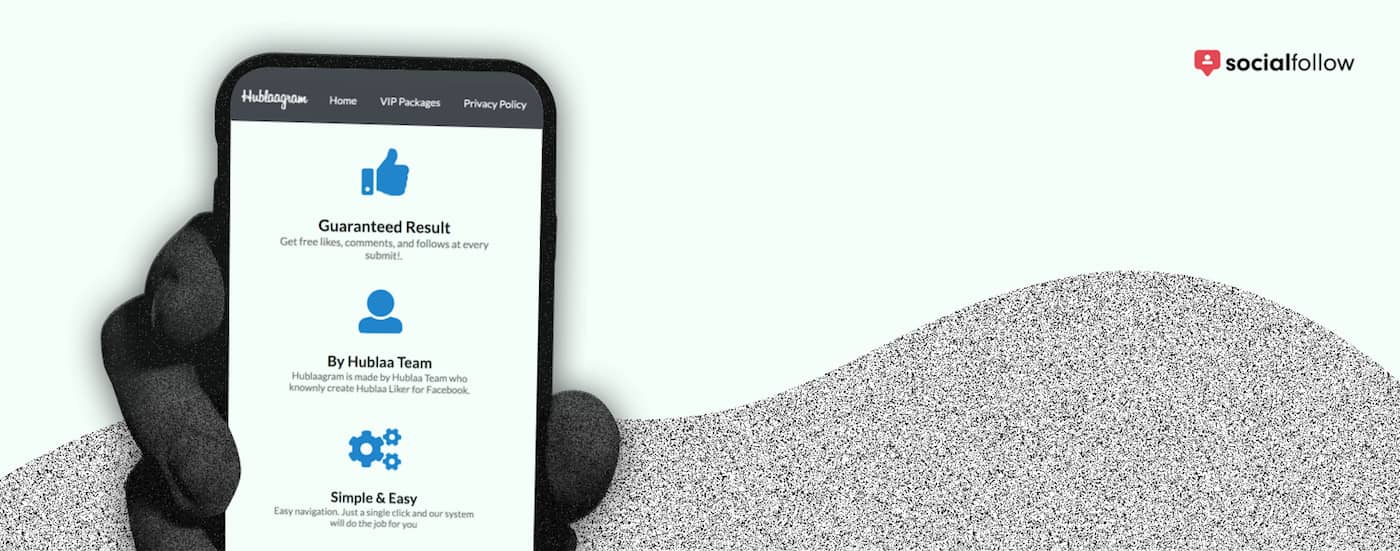 socialfollow
Hublaagram Home VIP Packages Privacy Policy
Guaranteed Result
Get free likes, comments, and follows at every
submit!.
By Hublaa Team
Hublaagram is made by Hublaa Team who
knownly create Hublaa Liker for Facebook.
Simple & Easy
Easy navigation. Just a single click and our system
will do the job for you